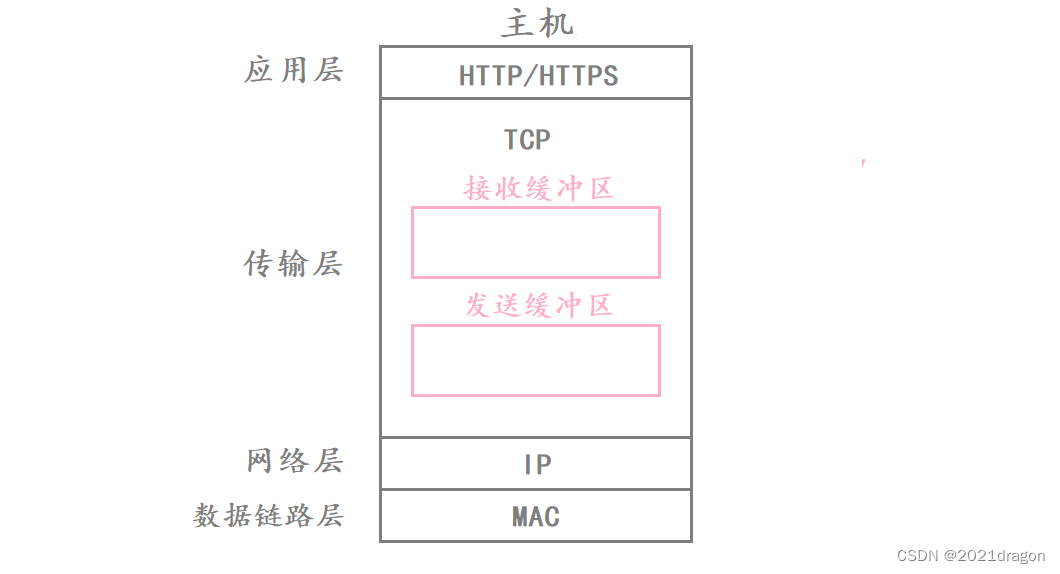 主机
应用层 HTTP/HTTPS
TCP
接收缓冲区
传输层
发送缓冲区
网络层 IP
数据链路层 MAC
CSDN @2021dragon